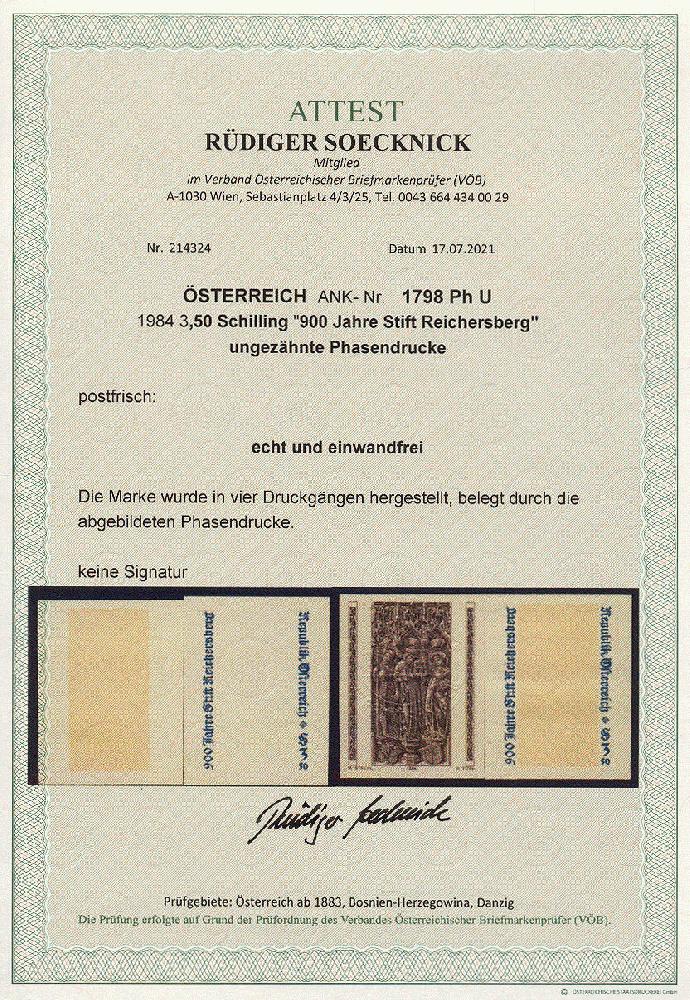 ATTEST
RÜDIGER SOECKNICK
Mitglied
im Verband Österreichischer Briefmarkenprüfer (VÖB)
A-1030 Wien, Sebastianplatz 4/3/25, Tel. 0043 664 434 00 29
Nr. 214324 Datum 17.07.2021
ÖSTERREICH ANK-Nr 1798 Ph U
1984 3,50 Schilling "900 Jahre Stift Reichersberg"
ungezähnte Phasendrucke
postfrisch:
echt und einwandfrei
Die Marke wurde in vier Druckgängen hergestellt, belegt durch die
abgebildeten Phasendrucke.
keine Signatur
900 Jahre Stift Reichersberg
Republik Österreich
900 Jahre Stift Reichersberg
Republik Österreich
Prüfgebiete: Österreich ab 1883, Bosnien-Herzegowina, Danzig
Die Prüfung erfolgte auf Grund der Prüfordnung des Verbandes Österreichischer Briefmarkenprüfer (VÖB).
© ÖSTERREICHISCHE STAATSDRUCKEREI GmbH